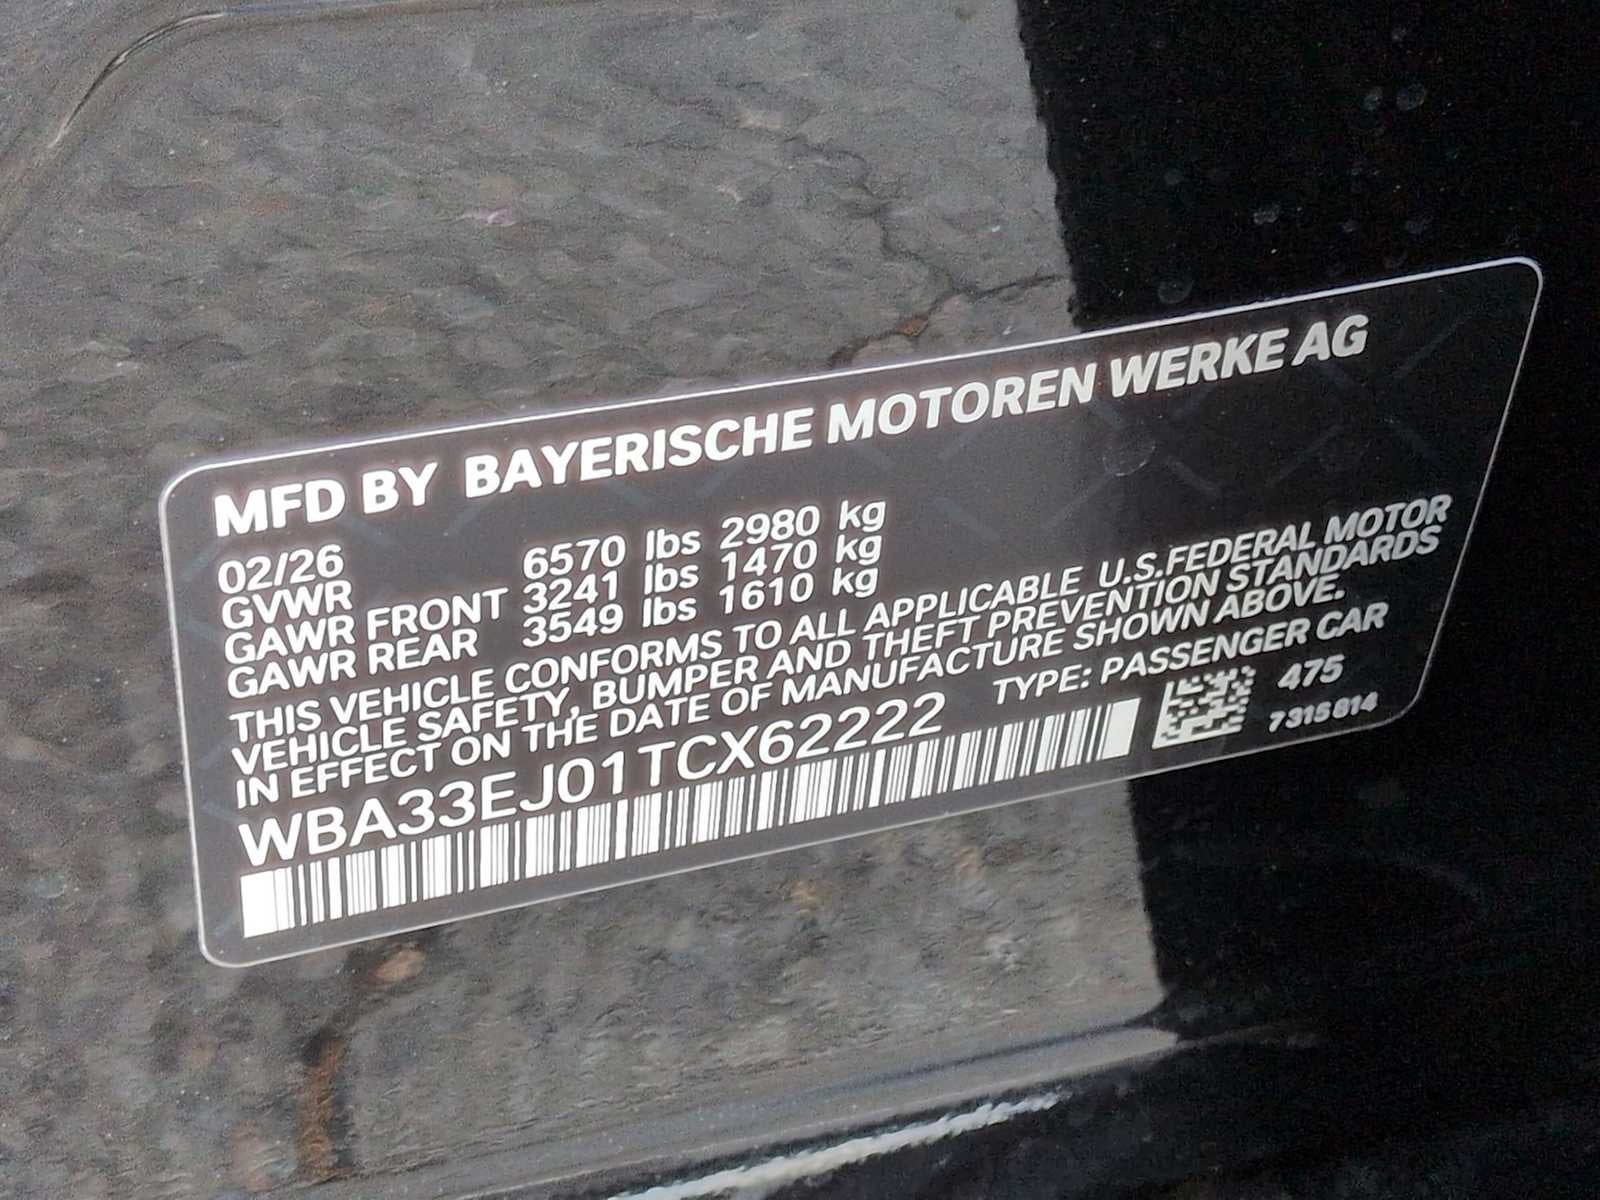 MFD BY BAYERISCHE MOTOREN WERKE AG
02/26
GVWR 6570 lbs 2980 kg
GAWR FRONT 3241 lbs 1470 kg
GAWR REAR 3549 lbs 1610 kg
THIS VEHICLE CONFORMS TO ALL APPLICABLE U.S.FEDERAL MOTOR
VEHICLE SAFETY, BUMPER AND THEFT PREVENTION STANDARDS
IN EFFECT ON THE DATE OF MANUFACTURE SHOWN ABOVE.
WBA33EJ01TCX62222 TYPE: PASSENGER CAR
475
7315814